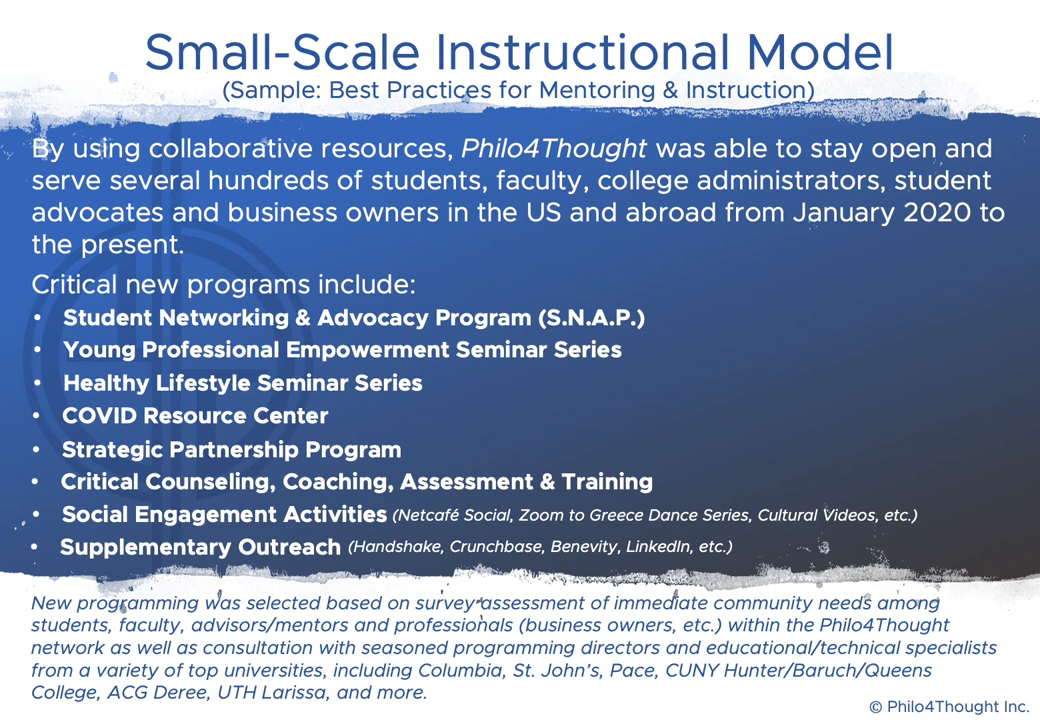 Small-Scale Instructional Model
(Sample: Best Practices for Mentoring & Instruction)
By using collaborative resources, Philo4Thought was able to stay open and
serve several hundreds of students, faculty, college administrators, student
advocates and business owners in the US and abroad from January 2020 to
the present.
Critical new programs include:
• Student Networking & Advocacy Program (S.N.A.P.)
• Young Professional Empowerment Seminar Series
• Healthy Lifestyle Seminar Series
• COVID Resource Center
• Strategic Partnership Program
• Critical Counseling, Coaching, Assessment & Training
• Social Engagement Activities (Netcafé Social, Zoom to Greece Dance Series, Cultural Videos, etc.)
• Supplementary Outreach (Handshake, Crunchbase, Benevity, LinkedIn, etc.)
New programming was selected based on survey assessment of immediate community needs among
students, faculty, advisors/mentors and professionals (business owners, etc.) within the Philo4Thought
network as well as consultation with seasoned programming directors and educational/technical specialists
from a variety of top universities, including Columbia, St. John's, Pace, CUNY Hunter/Baruch/Queens
College, ACG Deree, UTH Larissa, and more.
© Philo4Thought Inc.